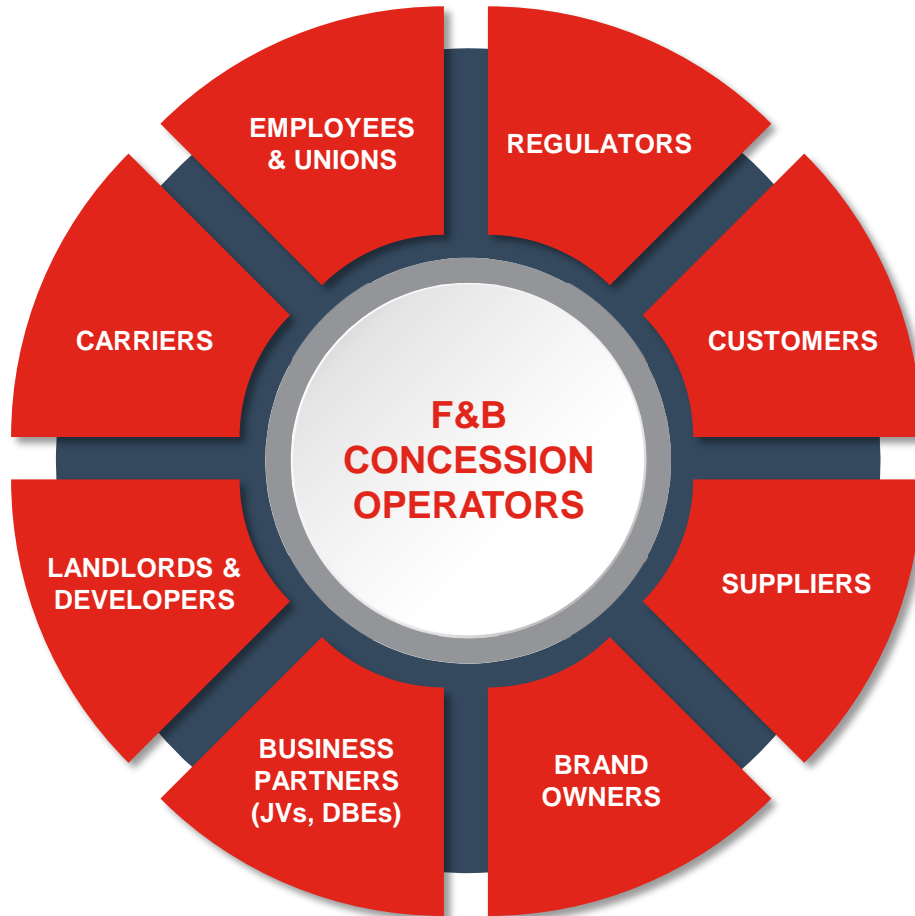 EMPLOYEES
& UNIONS
REGULATORS
CARRIERS
CUSTOMERS
F&B
CONCESSION
OPERATORS
LANDLORDS &
DEVELOPERS
SUPPLIERS
BUSINESS
PARTNERS
(JVs, DBEs)
BRAND
OWNERS